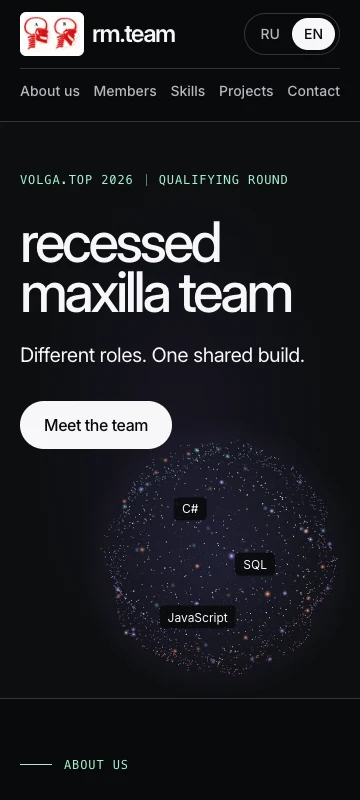 rm.team
RU EN
About us Members Skills Projects Contact
VOLGA.TOP 2026 | QUALIFYING ROUND
recessed
maxilla team
Different roles. One shared build.
Meet the team
C#
SQL
JavaScript
ABOUT US